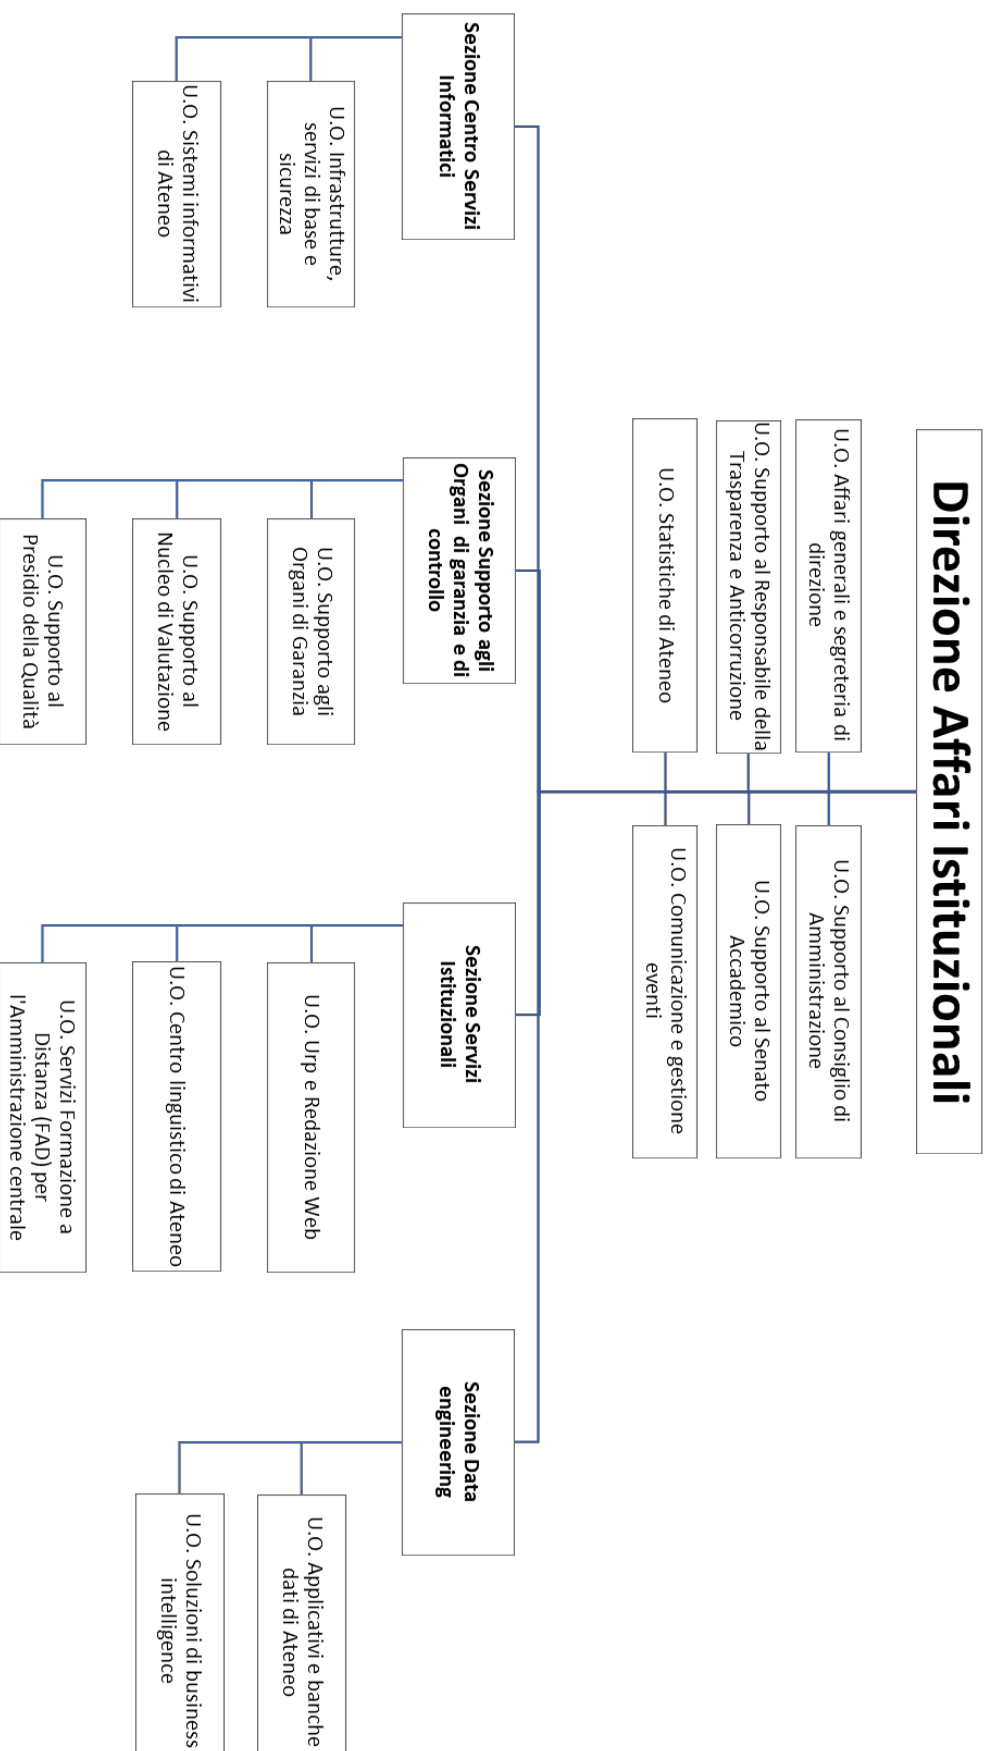 Direzione Affari Istituzionali
U.O. Affari generali e segreteria di
direzione
U.O. Supporto al Consiglio di
Amministrazione
U.O. Supporto al Responsabile della
Trasparenza e Anticorruzione
U.O. Supporto al Senato
Accademico
U.O. Statistiche di Ateneo
U.O. Comunicazione e gestione
eventi
Sezione Centro Servizi
Informatici
U.O. Infrastrutture,
servizi di base e
sicurezza
U.O. Sistemi informativi
di Ateneo
Sezione Supporto agli
Organi di garanzia e di
controllo
U.O. Supporto agli
Organi di Garanzia
U.O. Supporto al
Nucleo di Valutazione
U.O. Supporto al
Presidio della Qualità
Sezione Servizi
Istituzionali
U.O. Urp e Redazione Web
U.O. Centro linguistico di Ateneo
U.O. Servizi Formazione a
Distanza (FAD) per
l'Amministrazione centrale
Sezione Data
engineering
U.O. Applicativi e banche
dati di Ateneo
U.O. Soluzioni di business
intelligence